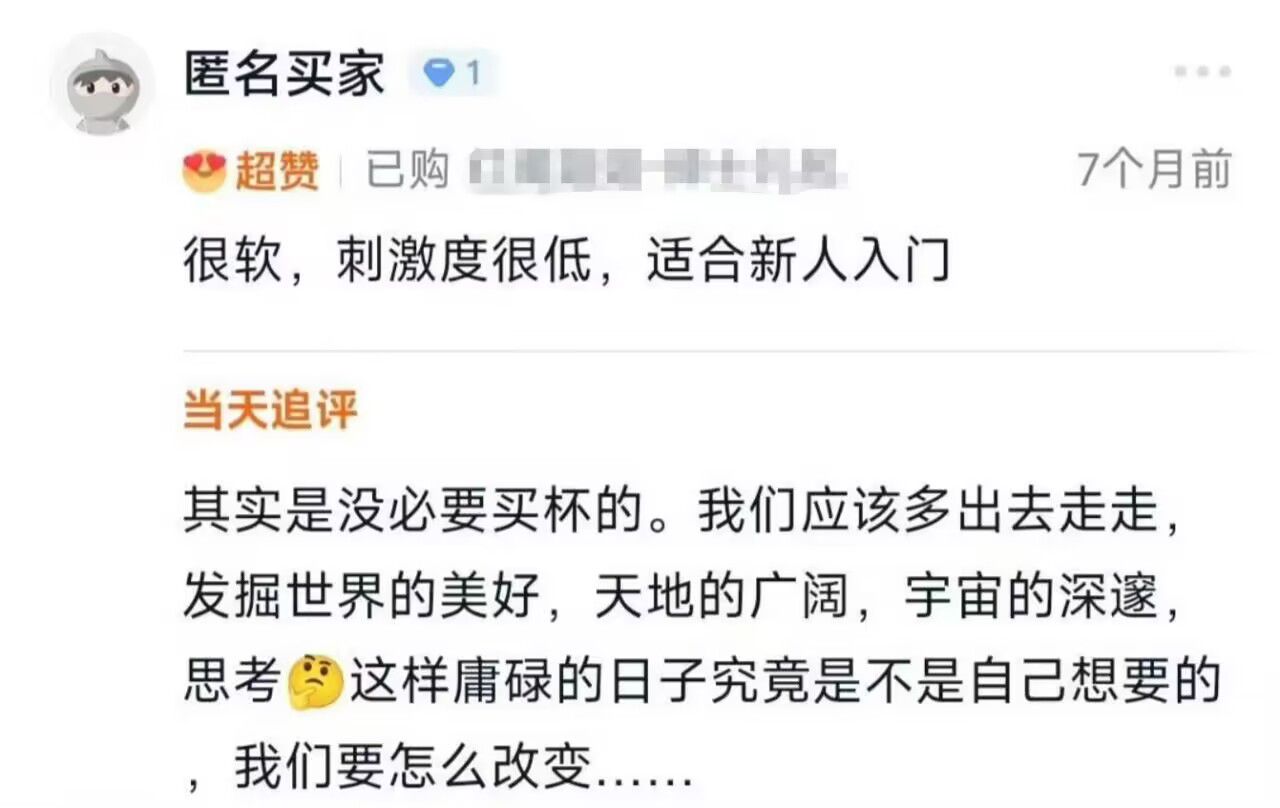 匿名买家 1
超赞 已购 7个月前
很软，刺激度很低，适合新人入门
当天追评
其实是没必要买杯的。我们应该多出去走走，
发掘世界的美好，天地的广阔，宇宙的深邃，
思考🤔这样庸碌的日子究竟是不是自己想要的
，我们要怎么改变……